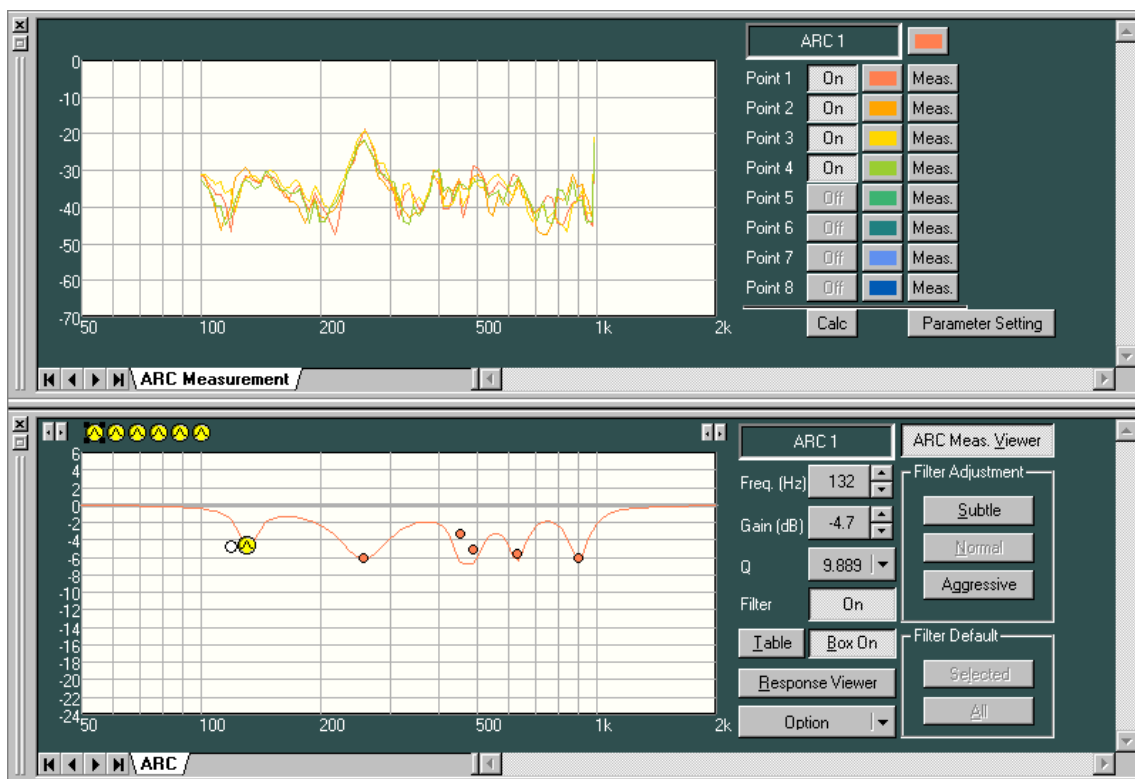 ARC 1
0
-10
-20
-30
-40
-50
-60
-70
50 100 200 500 1k 2k
Point 1 On Meas.
Point 2 On Meas.
Point 3 On Meas.
Point 4 On Meas.
Point 5 Off Meas.
Point 6 Off Meas.
Point 7 Off Meas.
Point 8 Off Meas.
Calc Parameter Setting
ARC Measurement
6
4
2
0
-2
-4
-6
-8
-10
-12
-14
-16
-18
-20
-22
-24
50 100 200 500 1k 2k
ARC 1 ARC Meas. Viewer
Freq. (Hz) 132
Gain (dB) -4.7
Q 9.889
Filter On
Table Box On
Response Viewer
Option
Filter Adjustment
Subtle
Normal
Aggressive
Filter Default
Selected
All
ARC